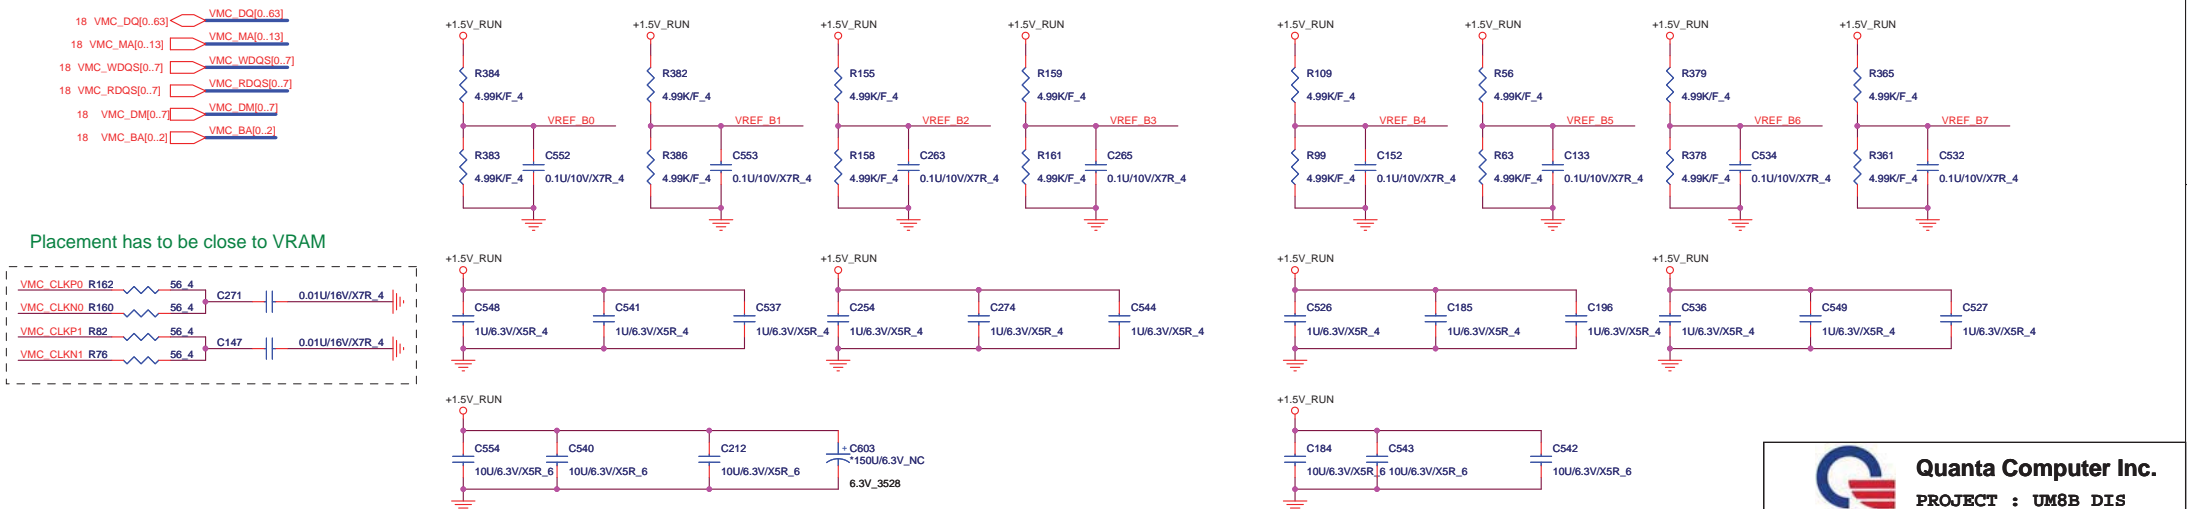 18 VMC_DQ[0..63] VMC_DQ[0..63]
18 VMC_MA[0..13] VMC_MA[0..13]
18 VMC_WDQS[0..7] VMC_WDQS[0..7]
18 VMC_RDQS[0..7] VMC_RDQS[0..7]
18 VMC_DM[0..7] VMC_DM[0..7]
18 VMC_BA[0..2] VMC_BA[0..2]
+1.5V_RUN +1.5V_RUN +1.5V_RUN +1.5V_RUN +1.5V_RUN +1.5V_RUN +1.5V_RUN +1.5V_RUN
R384 R382 R155 R159 R109 R56 R379 R365
4.99K/F_4 4.99K/F_4 4.99K/F_4 4.99K/F_4 4.99K/F_4 4.99K/F_4 4.99K/F_4 4.99K/F_4
VREF_B0 VREF_B1 VREF_B2 VREF_B3 VREF_B4 VREF_B5 VREF_B6 VREF_B7
R383 C552 R386 C553 R158 C263 R161 C265 R99 C152 R63 C133 R378 C534 R361 C532
4.99K/F_4 0.1U/10V/X7R_4 4.99K/F_4 0.1U/10V/X7R_4 4.99K/F_4 0.1U/10V/X7R_4 4.99K/F_4 0.1U/10V/X7R_4 4.99K/F_4 0.1U/10V/X7R_4 4.99K/F_4 0.1U/10V/X7R_4 4.99K/F_4 0.1U/10V/X7R_4 4.99K/F_4 0.1U/10V/X7R_4
Placement has to be close to VRAM
VMC_CLKP0 R162 56_4
C271 0.01U/16V/X7R_4
VMC_CLKN0 R160 56_4
VMC_CLKP1 R82 56_4
C147 0.01U/16V/X7R_4
VMC_CLKN1 R76 56_4
+1.5V_RUN +1.5V_RUN +1.5V_RUN +1.5V_RUN
C548 C541 C537 C254 C274 C544 C526 C185 C196 C536 C549 C527
1U/6.3V/X5R_4 1U/6.3V/X5R_4 1U/6.3V/X5R_4 1U/6.3V/X5R_4 1U/6.3V/X5R_4 1U/6.3V/X5R_4 1U/6.3V/X5R_4 1U/6.3V/X5R_4 1U/6.3V/X5R_4 1U/6.3V/X5R_4 1U/6.3V/X5R_4 1U/6.3V/X5R_4
+1.5V_RUN +1.5V_RUN
C554 C540 C212 + C603 C184 C543 C542
10U/6.3V/X5R_6 10U/6.3V/X5R_6 10U/6.3V/X5R_6 *150U/6.3V_NC 10U/6.3V/X5R_6 10U/6.3V/X5R_6 10U/6.3V/X5R_6
6.3V_3528
Quanta Computer Inc.
PROJECT : UM8B DIS